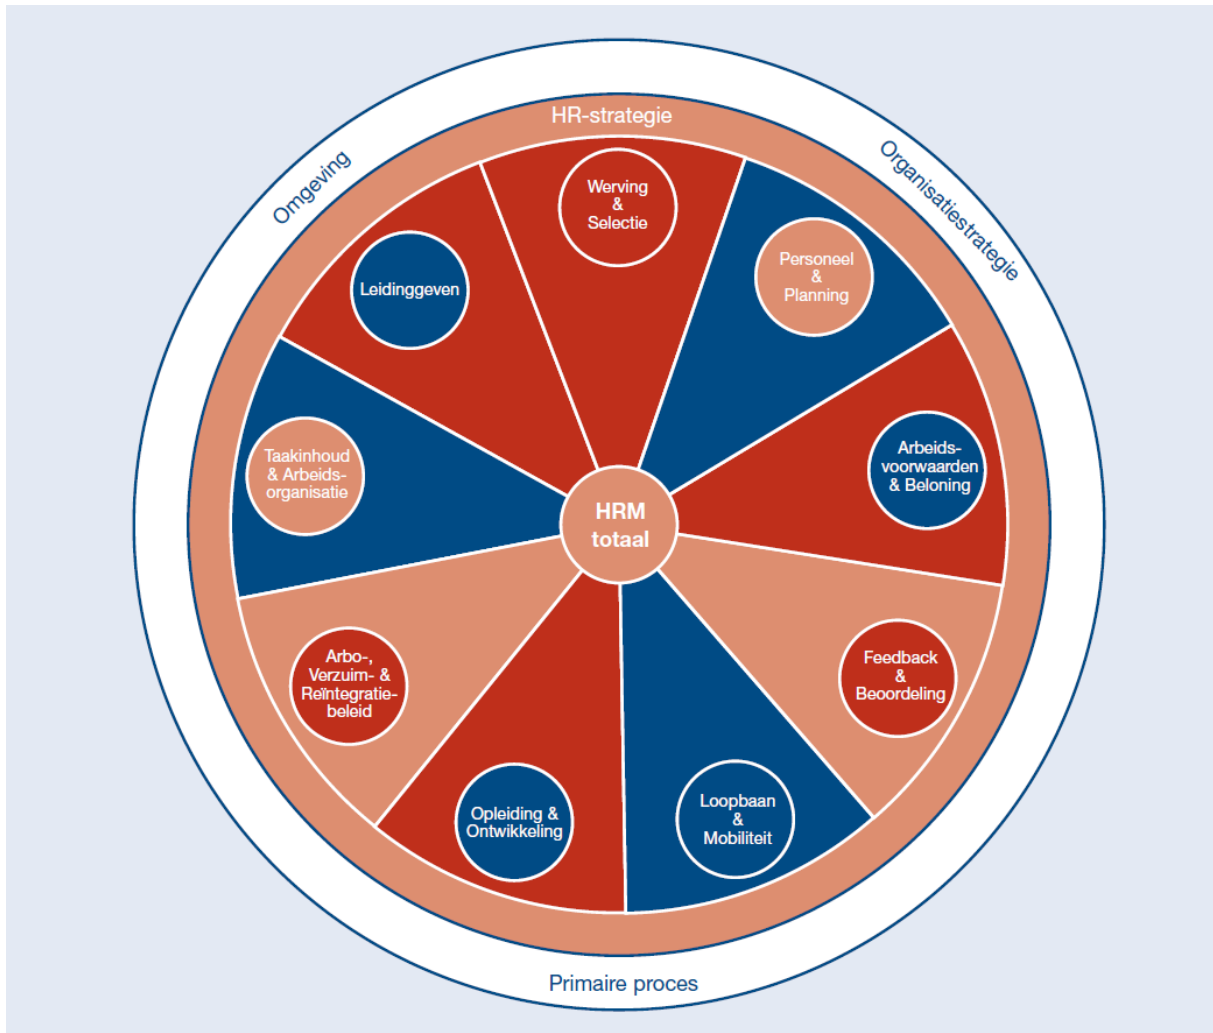 HR-strategie
Omgeving
Organisatiestrategie
Werving
&
Selectie
Personeel
&
Planning
Leidinggeven
Arbeids-
voorwaarden
& Beloning
Taakinhoud
& Arbeids-
organisatie
HRM
totaal
Feedback
&
Beoordeling
Arbo-,
Verzuim- &
Reïntegratie-
beleid
Loopbaan
&
Mobiliteit
Opleiding &
Ontwikkeling
Primaire proces